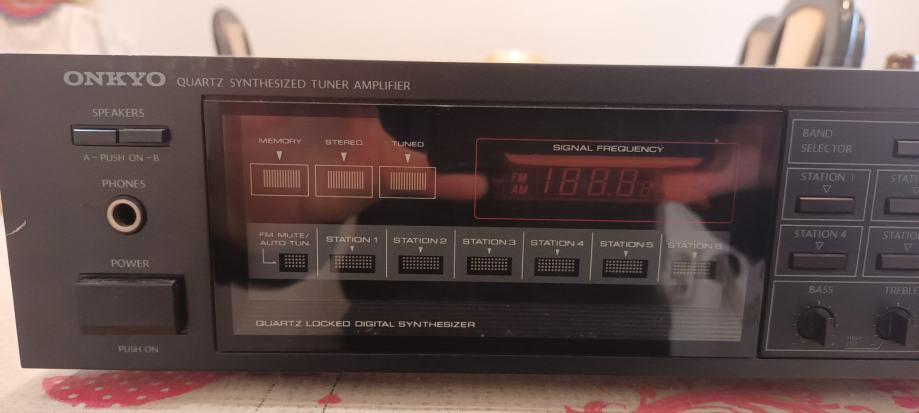 ONKYO QUARTZ SYNTHESIZED TUNER AMPLIFIER
SPEAKERS
A - PUSH ON - B
PHONES
POWER
PUSH ON
MEMORY STEREO TUNED
SIGNAL FREQUENCY
FM
AM
188.88
FM MUTE/
AUTO TUN.
STATION 1 STATION 2 STATION 3 STATION 4 STATION 5 STATION 6
QUARTZ LOCKED DIGITAL SYNTHESIZER
BAND
SELECTOR
STATION 1
STATION 4
BASS TREBLE